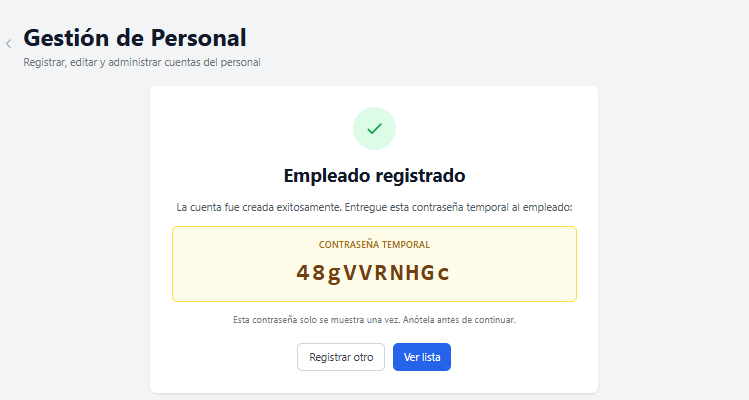 Gestión de Personal
Registrar, editar y administrar cuentas del personal
Empleado registrado
La cuenta fue creada exitosamente. Entregue esta contraseña temporal al empleado:
CONTRASEÑA TEMPORAL
48gVVRNHGc
Esta contraseña solo se muestra una vez. Anótela antes de continuar.
Registrar otro
Ver lista